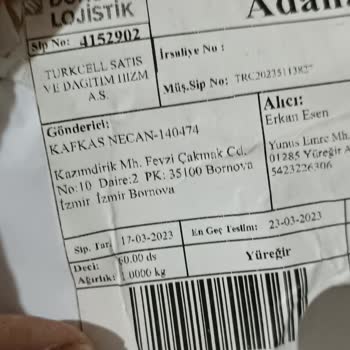 LOJİSTİK
Adana
Sip No: 4152902
İrsaliye No :
TURKCELL SATIS
VE DAGITIM HIZM
A.S.
Müş.Sip No:
Gönderici:
KAFKAS NECAN-140474
Kazımdirik Mh. Fevzi Çakmak Cd.
No:10 Daire:2 PK: 35100 Bornova
İzmir İzmir Bornova
Alıcı:
Erkan Esen
Yunus Emre Mh.
01285 Yüreğir
5423226306
Sip. Tar: 17-03-2023
En Geç Teslim: 23-03-2023
Deci: 60.00 ds
Ağırlık: 1.0000 kg
Yüreğir